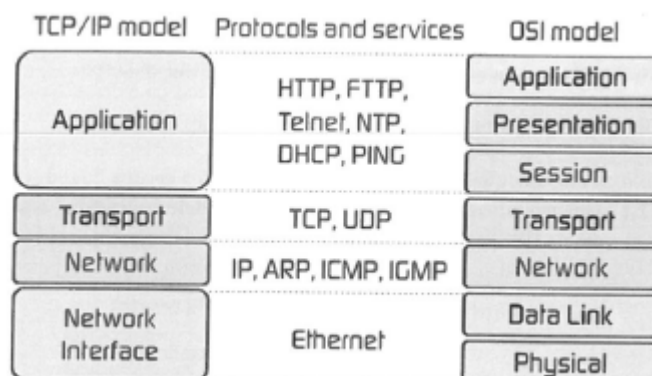 TCP/IP model Protocols and services OSI model
Application
HTTP, FTTP,
Telnet, NTP,
DHCP, PING
Application
Presentation
Session
Transport TCP, UDP Transport
Network IP, ARP, ICMP, IGMP Network
Network
Interface
Ethernet
Data Link
Physical